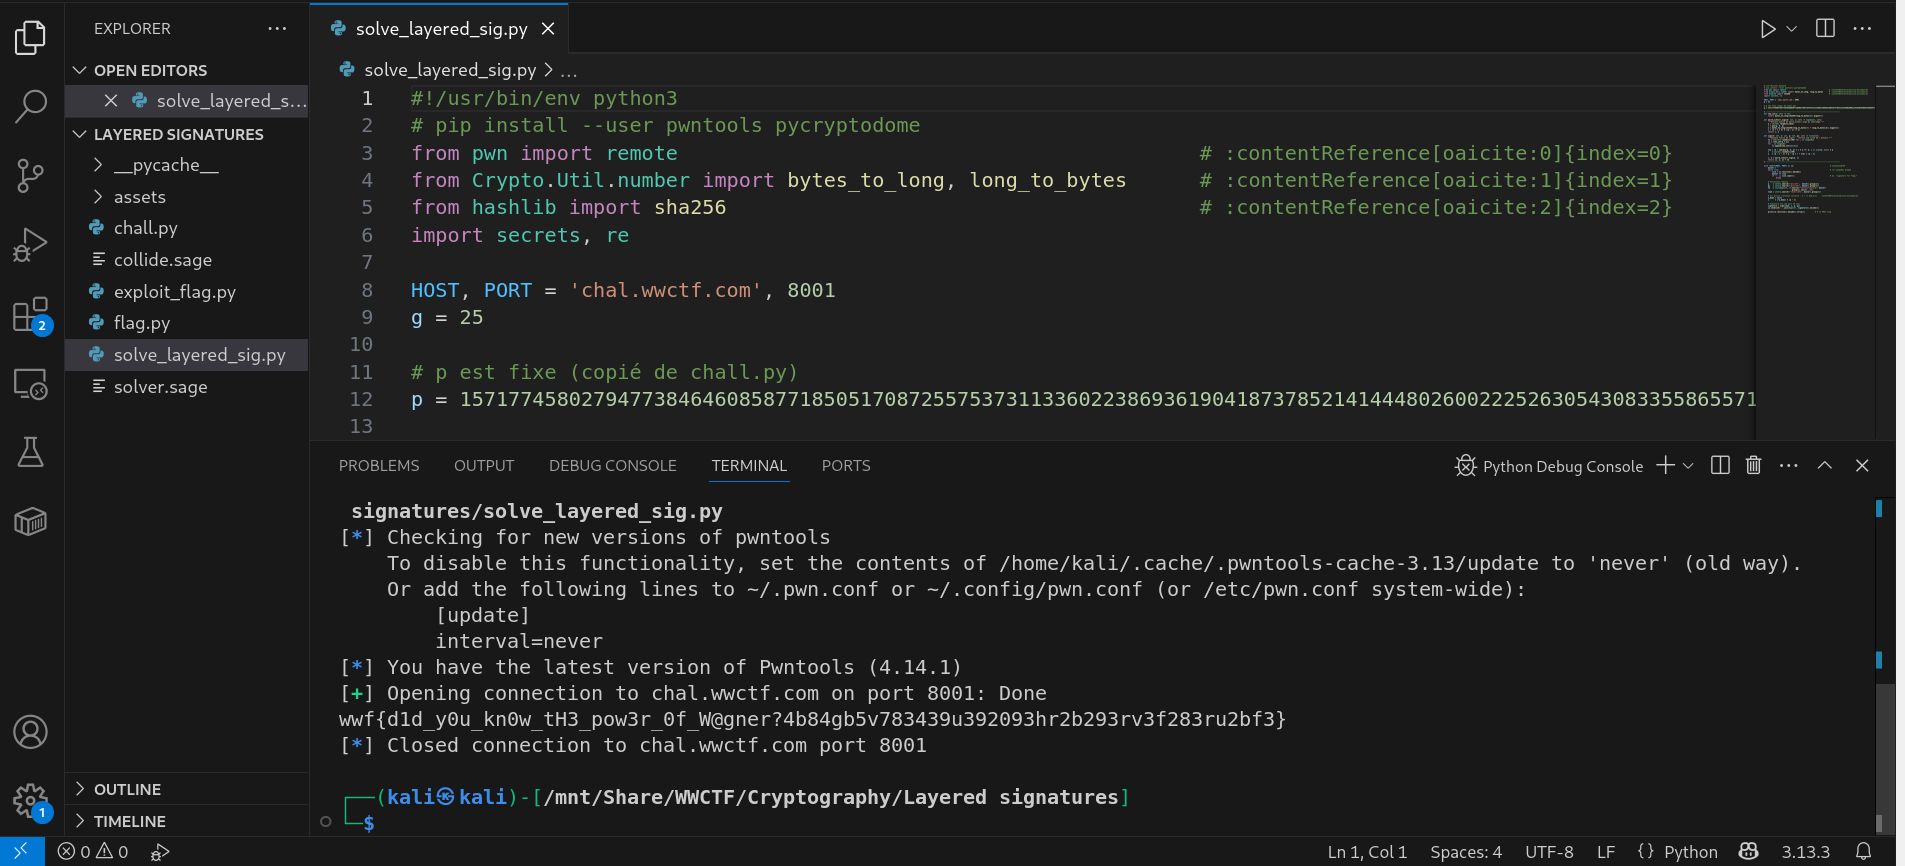 EXPLORER
OPEN EDITORS
solve_layered_s...
LAYERED SIGNATURES
__pycache__
assets
chall.py
collide.sage
exploit_flag.py
flag.py
solve_layered_sig.py
solver.sage
OUTLINE
TIMELINE
2
1
solve_layered_sig.py
solve_layered_sig.py > ...
1 #!/usr/bin/env python3
2 # pip install --user pwntools pycryptodome
3 from pwn import remote # :contentReference[oaicite:0]{index=0}
4 from Crypto.Util.number import bytes_to_long, long_to_bytes # :contentReference[oaicite:1]{index=1}
5 from hashlib import sha256 # :contentReference[oaicite:2]{index=2}
6 import secrets, re
7
8 HOST, PORT = 'chal.wwctf.com', 8001
9 g = 25
10
11 # p est fixe (copié de chall.py)
12 p = 1571774580279477384646085877185051708725575373113360223869361904187378521414448026002225263054308335586557​1
13
PROBLEMS OUTPUT DEBUG CONSOLE TERMINAL PORTS
Python Debug Console
signatures/solve_layered_sig.py
[*] Checking for new versions of pwntools
To disable this functionality, set the contents of /home/kali/.cache/.pwntools-cache-3.13/update to 'never' (old way).
Or add the following lines to ~/.pwn.conf or ~/.config/pwn.conf (or /etc/pwn.conf system-wide):
[update]
interval=never
[*] You have the latest version of Pwntools (4.14.1)
[+] Opening connection to chal.wwctf.com on port 8001: Done
wwf{d1d_y0u_kn0w_tH3_pow3r_0f_W@gner?4b84gb5v783439u392093hr2b293rv3f283ru2bf3}
[*] Closed connection to chal.wwctf.com port 8001
(kali㉿kali)-[/mnt/Share/WWCTF/Cryptography/Layered signatures]
$
0 0
Ln 1, Col 1 Spaces: 4 UTF-8 LF {} Python 3.13.3